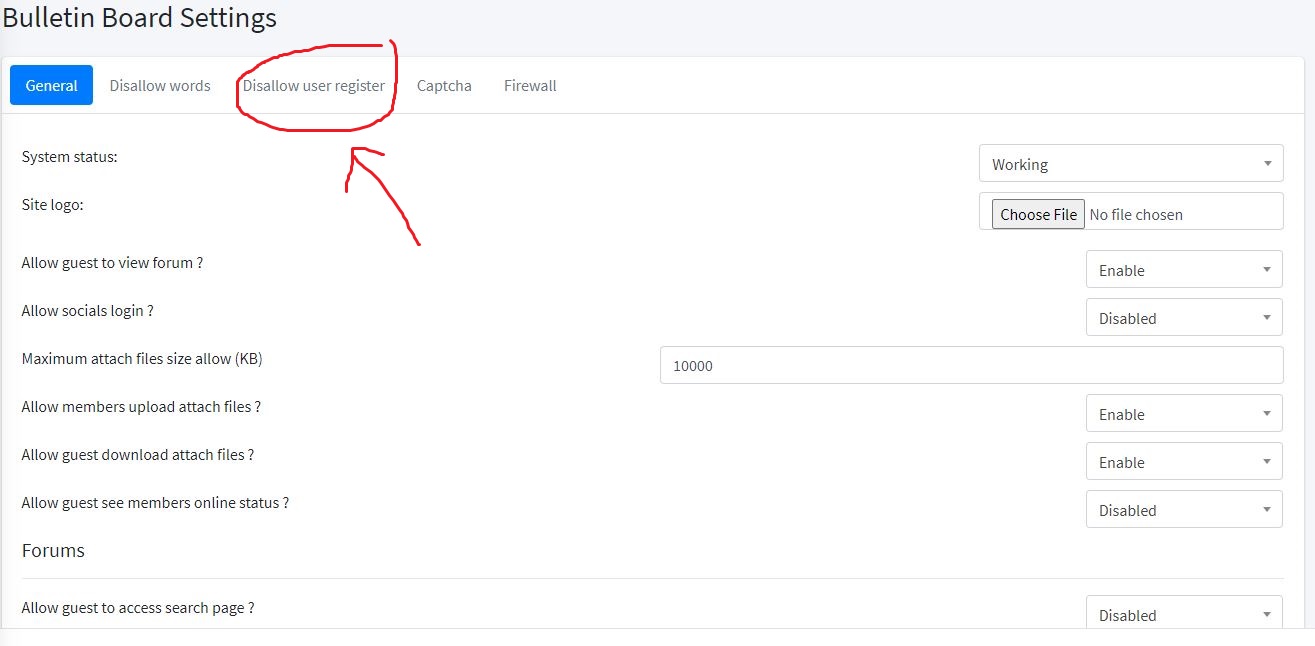 Bulletin Board Settings
General Disallow words Disallow user register Captcha Firewall
System status: Working
Site logo: Choose File No file chosen
Allow guest to view forum ? Enable
Allow socials login ? Disabled
Maximum attach files size allow (KB) 10000
Allow members upload attach files ? Enable
Allow guest download attach files ? Enable
Allow guest see members online status ? Disabled
Forums
Allow guest to access search page ? Disabled